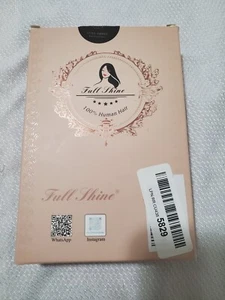 Full Shine
★★★★★
100% Human Hair
Full Shine®
WhatsApp
Instagram
5829